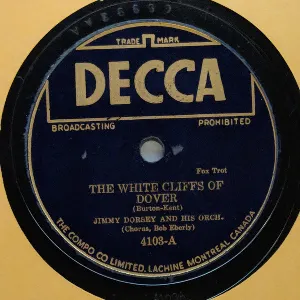 TRADE MARK
DECCA
BROADCASTING PROHIBITED
Fox Trot
THE WHITE CLIFFS OF
DOVER
(Burton-Kent)
JIMMY DORSEY AND HIS ORCH.
(Chorus, Bob Eberly)
4103-A
THE COMPO CO LIMITED, LACHINE MONTREAL CANADA